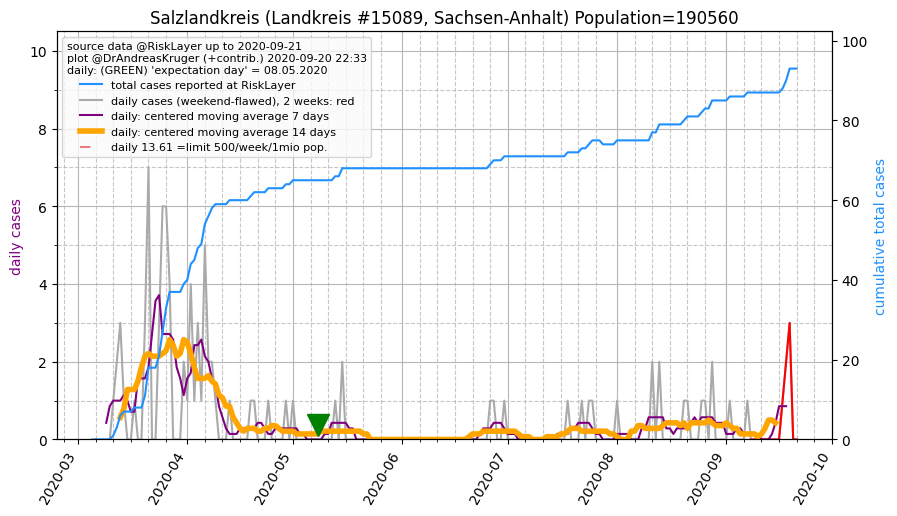 Salzlandkreis (Landkreis #15089, Sachsen-Anhalt) Population=190560
source data @RiskLayer up to 2020-09-21
plot @DrAndreasKruger (+contrib.) 2020-09-20 22:33
daily: (GREEN) 'expectation day' = 08.05.2020
total cases reported at RiskLayer
daily cases (weekend-flawed), 2 weeks: red
daily: centered moving average 7 days
daily: centered moving average 14 days
daily 13.61 =limit 500/week/1mio pop.
daily cases
10
8
6
4
2
0
cumulative total cases
100
80
60
40
20
0
2020-03
2020-04
2020-05
2020-06
2020-07
2020-08
2020-09
2020-10